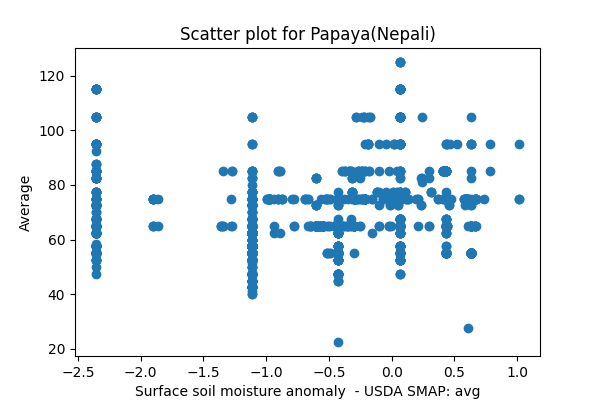 Scatter plot for Papaya(Nepali)
120
100
80
60
40
20
Average
−2.5 −2.0 −1.5 −1.0 −0.5 0.0 0.5 1.0
Surface soil moisture anomaly  - USDA SMAP: avg